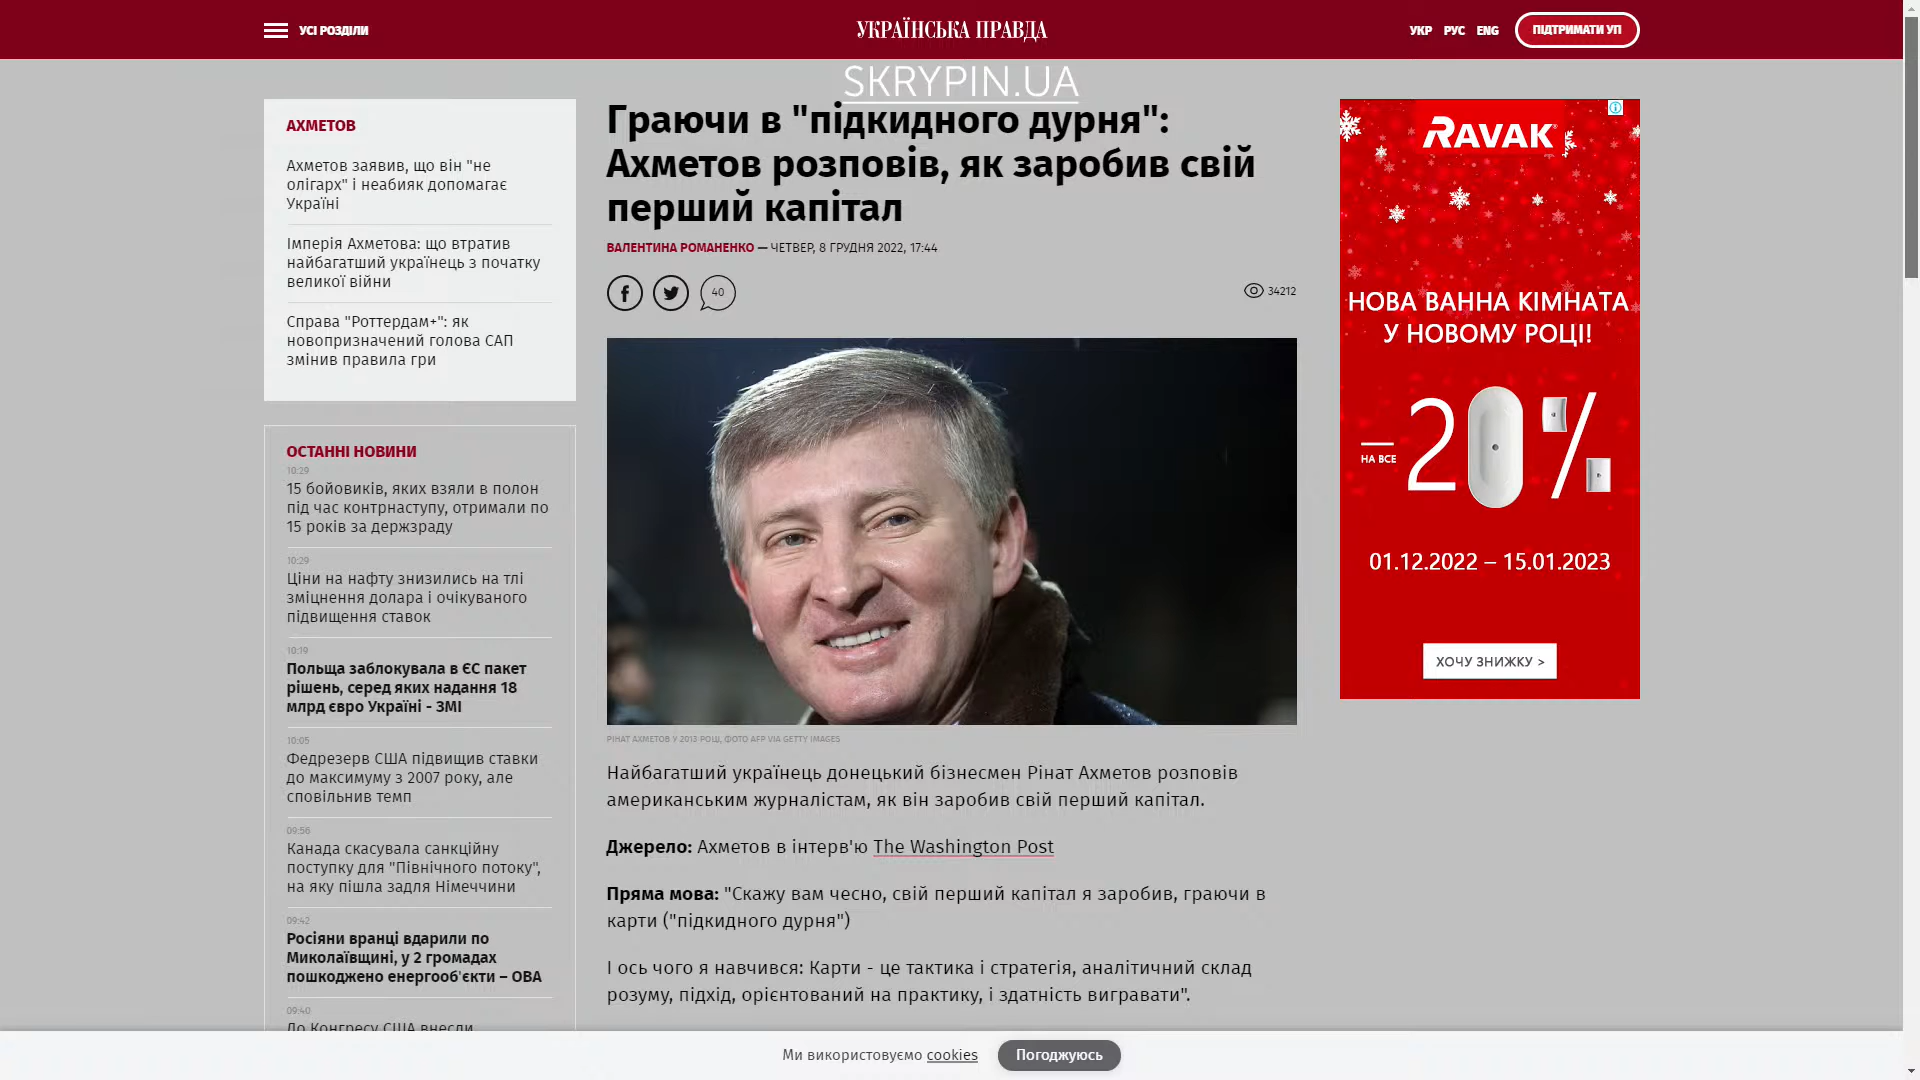 УСІ РОЗДІЛИ
УКРАЇНСЬКА ПРАВДА
УКР РУС ENG
ПІДТРИМАТИ УП
SKRYPIN.UA
АХМЕТОВ
Ахметов заявив, що він "не
олігарх" і неабияк допомагає
Україні
Імперія Ахметова: що втратив
найбагатший українець з початку
великої війни
Справа "Роттердам+": як
новопризначений голова САП
змінив правила гри
ОСТАННІ НОВИНИ
10:29
15 бойовиків, яких взяли в полон
під час контрнаступу, отримали по
15 років за держзраду
10:29
Ціни на нафту знизились на тлі
зміцнення долара і очікуваного
підвищення ставок
10:19
Польща заблокувала в ЄС пакет
рішень, серед яких надання 18
млрд євро Україні - ЗМІ
10:05
Федрезерв США підвищив ставки
до максимуму з 2007 року, але
сповільнив темп
09:56
Канада скасувала санкційну
поступку для "Північного потоку",
на яку пішла задля Німеччини
09:42
Росіяни вранці вдарили по
Миколаївщині, у 2 громадах
пошкоджено енергооб'єкти – ОВА
09:40
До Конгресу США внесли
Граючи в "підкидного дурня":
Ахметов розповів, як заробив свій
перший капітал
ВАЛЕНТИНА РОМАНЕНКО — ЧЕТВЕР, 8 ГРУДНЯ 2022, 17:44
40
34212
РІНАТ АХМЕТОВ У 2013 РОЦІ, ФОТО AFP VIA GETTY IMAGES
Найбагатший українець донецький бізнесмен Рінат Ахметов розповів
американським журналістам, як він заробив свій перший капітал.
Джерело: Ахметов в інтерв'ю The Washington Post
Пряма мова: "Скажу вам чесно, свій перший капітал я заробив, граючи в
карти ("підкидного дурня")
І ось чого я навчився: Карти - це тактика і стратегія, аналітичний склад
розуму, підхід, орієнтований на практику, і здатність вигравати".
RAVAK
НОВА ВАННА КІМНАТА
У НОВОМУ РОЦІ!
НА ВСЕ
–20%
01.12.2022 – 15.01.2023
ХОЧУ ЗНИЖКУ >
Ми використовуємо cookies
Погоджуюсь